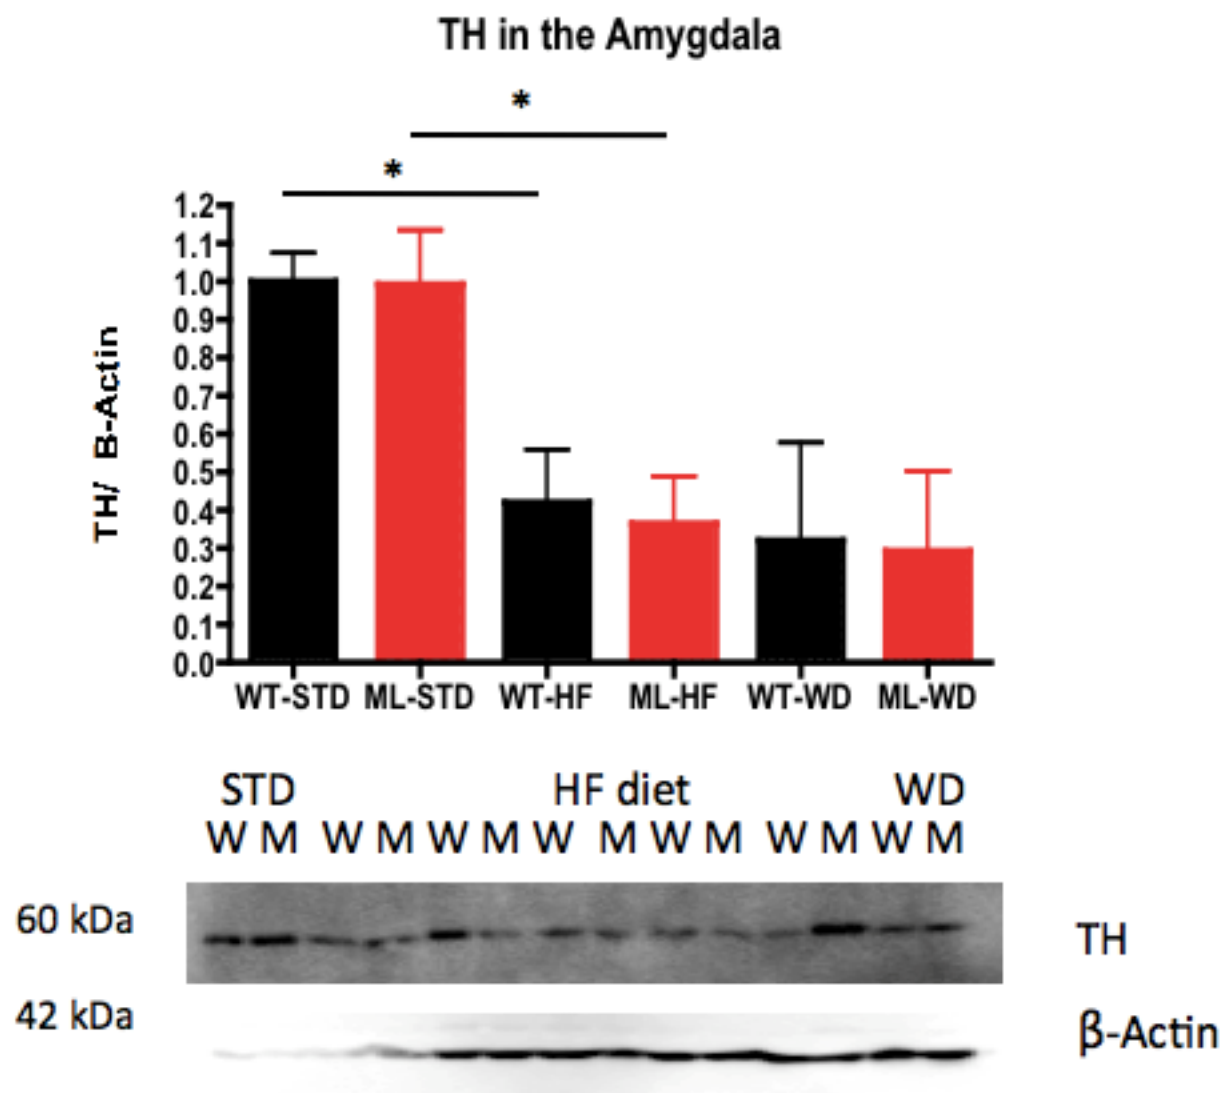 TH in the Amygdala
*
*
TH/ B-Actin
1.2
1.1
1.0
0.9
0.8
0.7
0.6
0.5
0.4
0.3
0.2
0.1
0.0
WT-STD ML-STD WT-HF ML-HF WT-WD ML-WD
STD HF diet WD
W M W M W M W M W M W M W M
60 kDa
TH
42 kDa
β-Actin